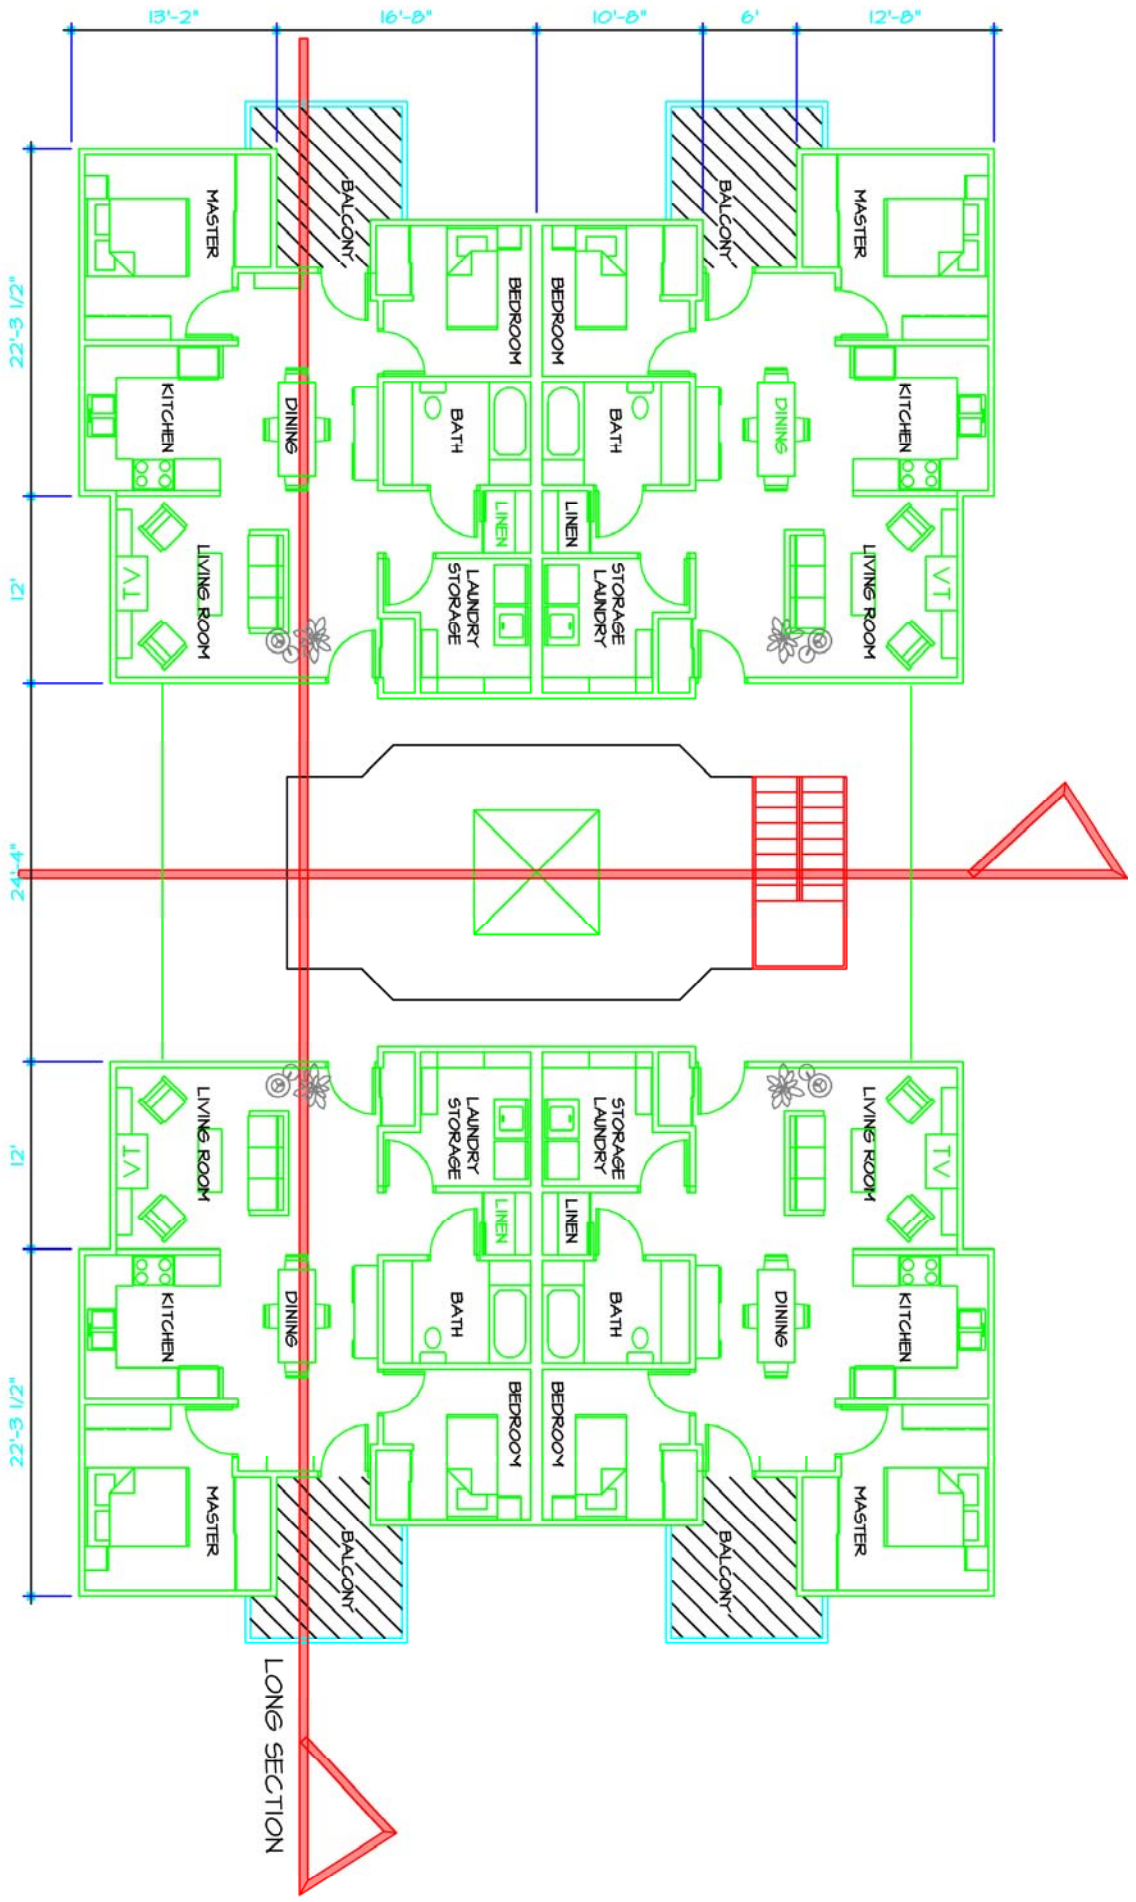 13'-2"
16'-8"
10'-8"
6'
12'-8"
MASTER
BALCONY
BALCONY
MASTER
22'-3 1/2"
BEDROOM
BEDROOM
KITCHEN
DINING
BATH
BATH
DINING
KITCHEN
LINEN
LINEN
12'
TV
LIVING ROOM
LAUNDRY
STORAGE
STORAGE
LAUNDRY
LIVING ROOM
TV
24'-4"
12'
TV
LIVING ROOM
LAUNDRY
STORAGE
STORAGE
LAUNDRY
LIVING ROOM
TV
LINEN
LINEN
KITCHEN
DINING
BATH
BATH
DINING
KITCHEN
22'-3 1/2"
BEDROOM
BEDROOM
MASTER
BALCONY
BALCONY
MASTER
LONG SECTION